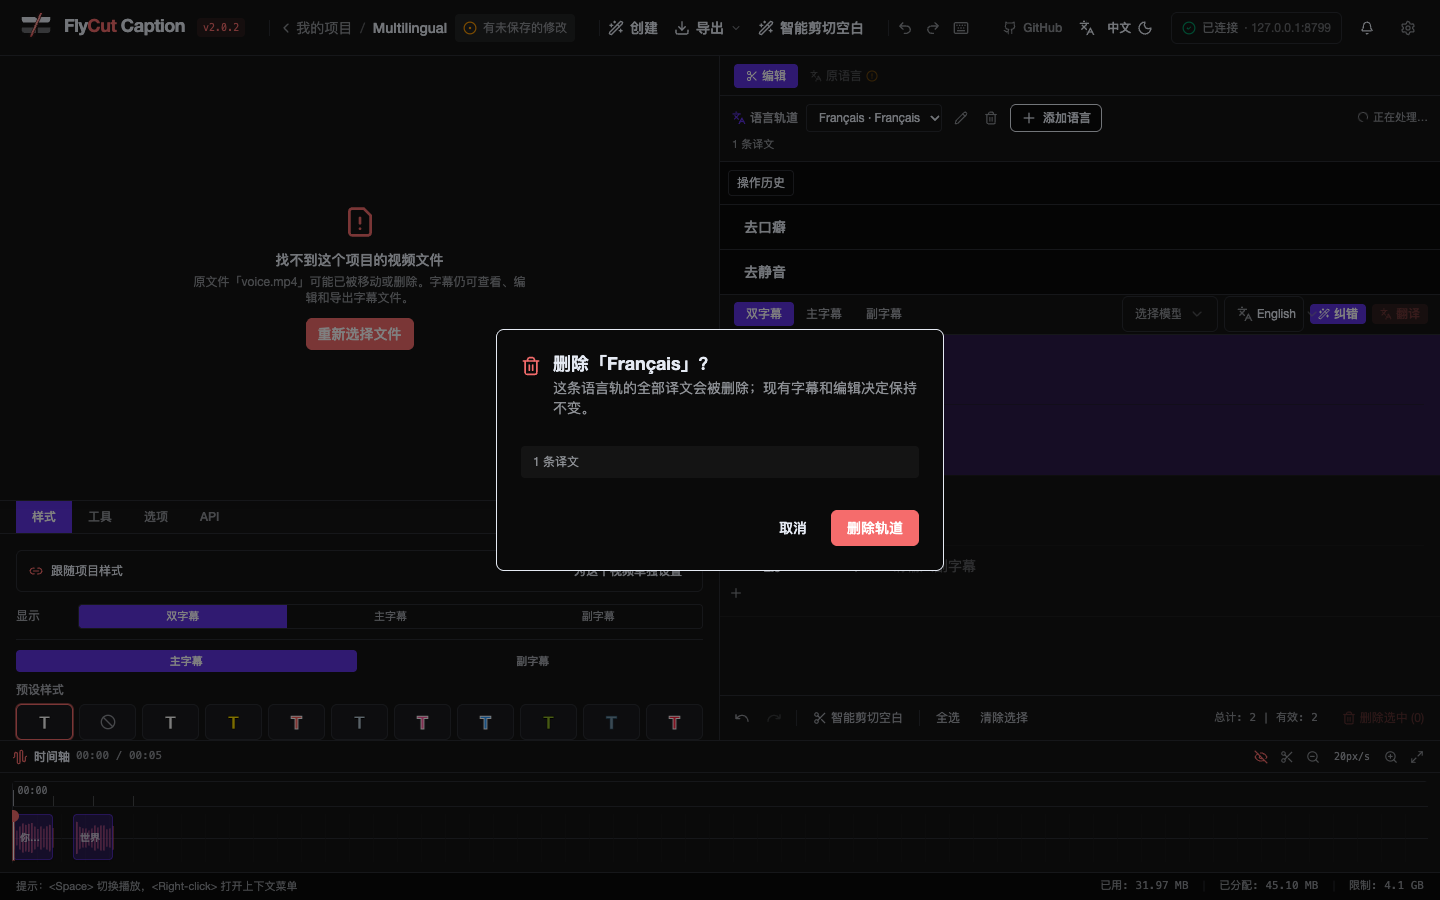 FlyCut Caption v2.0.2 我的项目 / Multilingual 有未保存的修改 创建 导出 智能剪切空白 GitHub 中文 已连接 · 127.0.0.1:8799
编辑 原语言
语言轨道 Français · Français 添加语言 正在处理...
1 条译文
操作历史
去口癖
去静音
双字幕 主字幕 副字幕 选择模型 English 纠错 翻译
找不到这个项目的视频文件
原文件「voice.mp4」可能已被移动或删除。字幕仍可查看、编
辑和导出字幕文件。
重新选择文件
删除「Français」?
这条语言轨的全部译文会被删除；现有字幕和编辑决定保持
不变。
1 条译文
取消 删除轨道
样式 工具 选项 API
跟随项目样式 为这个视频单独设置
显示 双字幕 主字幕 副字幕
主字幕 副字幕
预设样式
T T T T T T T T T T
副字幕
智能剪切空白 全选 清除选择 总计: 2 | 有效: 2 删除选中 (0)
时间轴 00:00 / 00:05 20px/s
00:00
你... 世界
提示: <Space> 切换播放, <Right-click> 打开上下文菜单 已用: 31.97 MB 已分配: 45.10 MB 限制: 4.1 GB